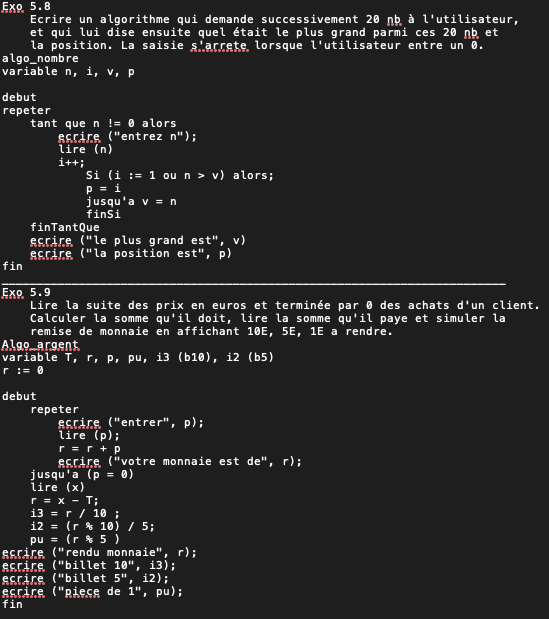 Exo 5.8
Ecrire un algorithme qui demande successivement 20 nb à l'utilisateur,
et qui lui dise ensuite quel était le plus grand parmi ces 20 nb et
la position. La saisie s'arrete lorsque l'utilisateur entre un 0.
algo_nombre
variable n, i, v, p
debut
repeter
tant que n != 0 alors
ecrire ("entrez n");
lire (n)
i++;
Si (i := 1 ou n > v) alors;
p = i
jusqu'a v = n
finSi
finTantQue
ecrire ("le plus grand est", v)
ecrire ("la position est", p)
fin
Exo 5.9
Lire la suite des prix en euros et terminée par 0 des achats d'un client.
Calculer la somme qu'il doit, lire la somme qu'il paye et simuler la
remise de monnaie en affichant 10E, 5E, 1E a rendre.
Algo_argent
variable T, r, p, pu, i3 (b10), i2 (b5)
r := 0
debut
repeter
ecrire ("entrer", p);
lire (p);
r = r + p
ecrire ("votre monnaie est de", r);
jusqu'a (p = 0)
lire (x)
r = x - T;
i3 = r / 10 ;
i2 = (r % 10) / 5;
pu = (r % 5 )
ecrire ("rendu monnaie", r);
ecrire ("billet 10", i3);
ecrire ("billet 5", i2);
ecrire ("piece de 1", pu);
fin